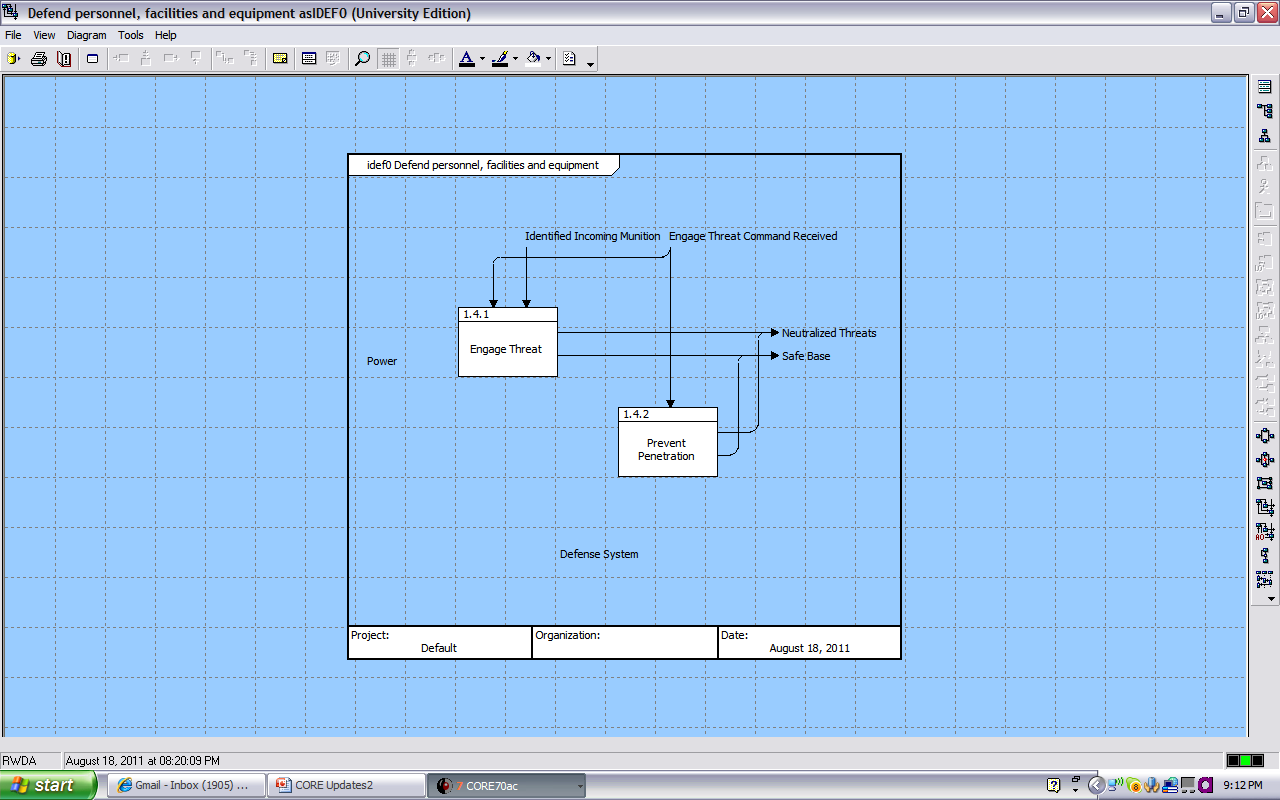 Defend personnel, facilities and equipment asIDEF0 (University Edition)
File View Diagram Tools Help
idef0 Defend personnel, facilities and equipment
Identified Incoming Munition Engage Threat Command Received
1.4.1
Engage Threat
Neutralized Threats
Safe Base
Power
1.4.2
Prevent
Penetration
Defense System
Project:
Default
Organization:
Date:
August 18, 2011
RWDA August 18, 2011 at 08:20:09 PM
start Gmail - Inbox (1905) ... CORE Updates2 7 CORE70ac 9:12 PM